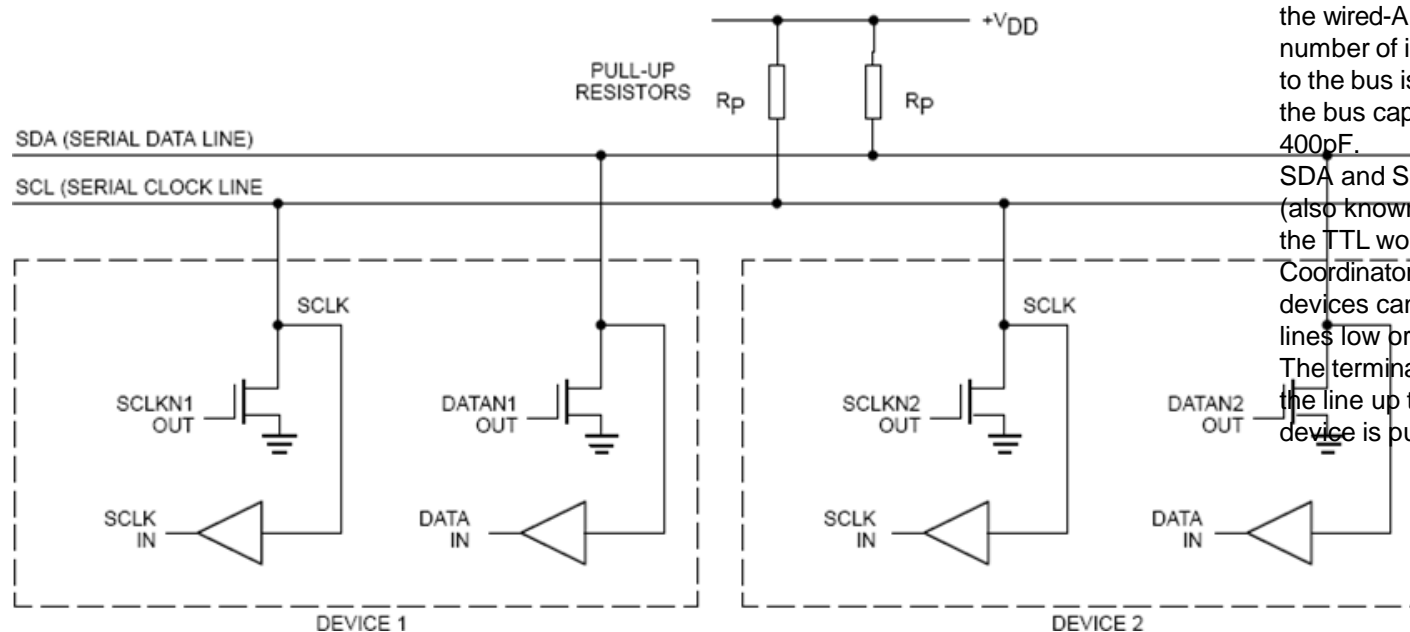 +VDD
PULL-UP
RESISTORS
RP
RP
SDA (SERIAL DATA LINE)
SCL (SERIAL CLOCK LINE
SCLK
SCLKN1
OUT
DATAN1
OUT
SCLK
IN
DATA
IN
DEVICE 1
SCLK
SCLKN2
OUT
DATAN2
OUT
SCLK
IN
DATA
IN
DEVICE 2
the wired-A
number of i
to the bus is
the bus cap
400pF.
SDA and S
(also known
the TTL wo
Coordinator
devices can
lines low or
The termina
the line up t
device is pu